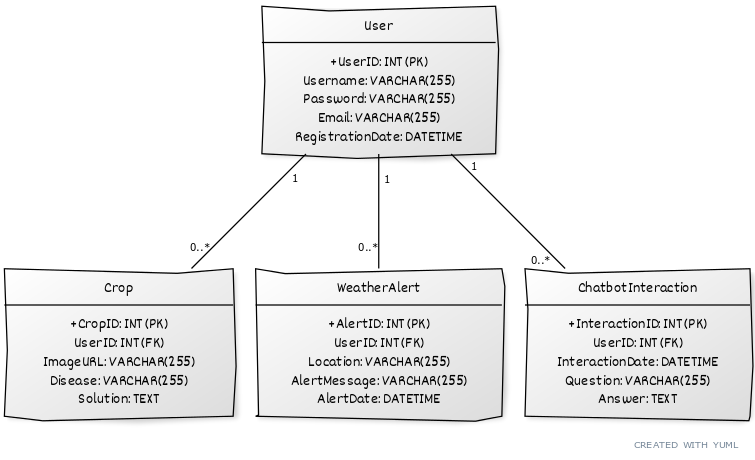 User
+UserID: INT (PK)
Username: VARCHAR(255)
Password: VARCHAR(255)
Email: VARCHAR(255)
RegistrationDate: DATETIME
1
1
1
0..*
0..*
0..*
Crop
+CropID: INT (PK)
UserID: INT(FK)
ImageURL: VARCHAR(255)
Disease: VARCHAR(255)
Solution: TEXT
WeatherAlert
+AlertID: INT (PK)
UserID: INT (FK)
Location: VARCHAR(255)
AlertMessage: VARCHAR(255)
AlertDate: DATETIME
ChatbotInteraction
+InteractionID: INT (PK)
UserID: INT (FK)
InteractionDate: DATETIME
Question: VARCHAR(255)
Answer: TEXT
CREATED WITH YUML